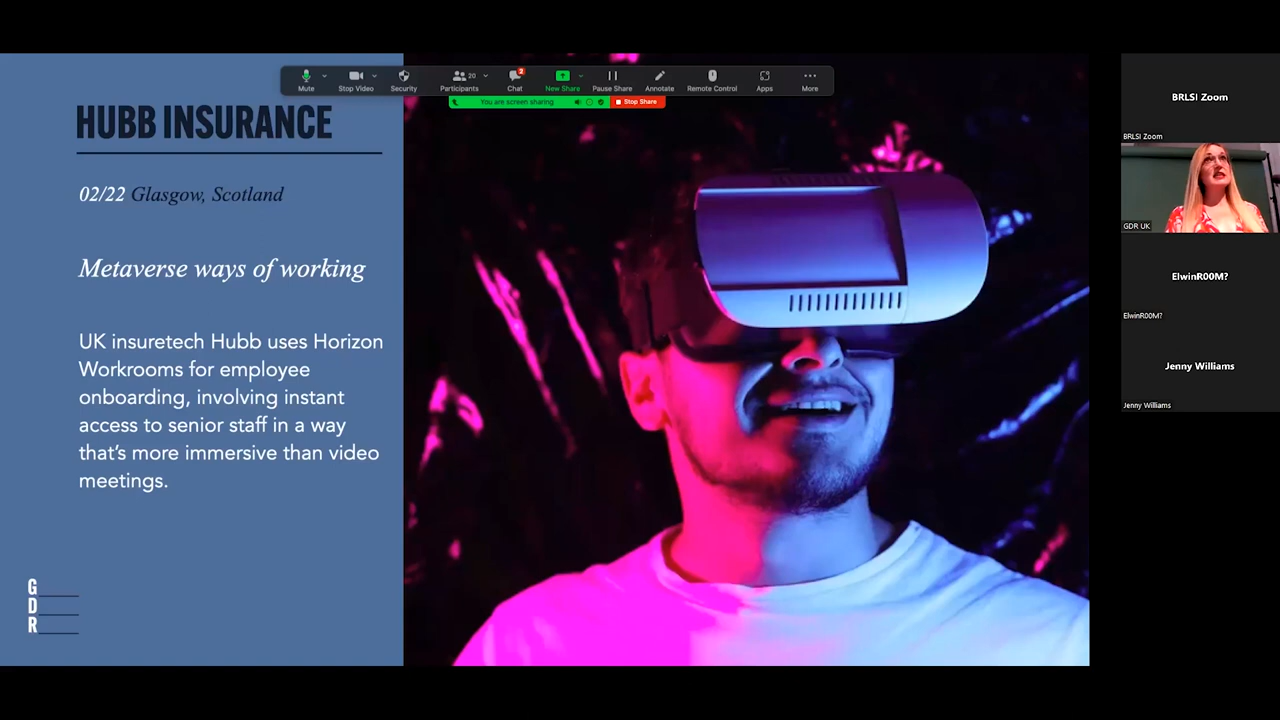 Mute
Stop Video
Security
Participants
20
Chat
2
New Share
Pause Share
Annotate
Remote Control
Apps
More
You are screen sharing
Stop Share
HUBB INSURANCE
02/22 Glasgow, Scotland
Metaverse ways of working
UK insuretech Hubb uses Horizon
Workrooms for employee
onboarding, involving instant
access to senior staff in a way
that's more immersive than video
meetings.
G
D
R
BRLSI Zoom
BRLSI Zoom
GDR UK
ElwinR00M?
ElwinR00M?
Jenny Williams
Jenny Williams